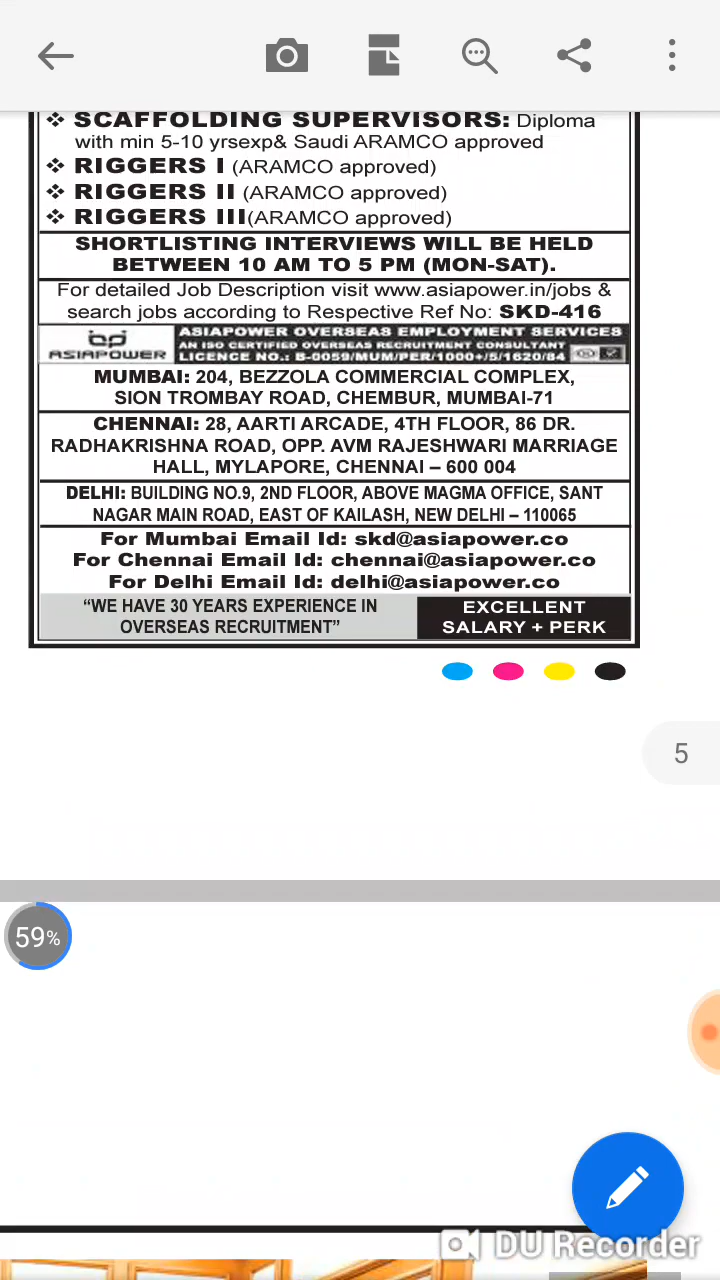 ❖ SCAFFOLDING SUPERVISORS: Diploma
with min 5-10 yrsexp& Saudi ARAMCO approved
❖ RIGGERS I (ARAMCO approved)
❖ RIGGERS II (ARAMCO approved)
❖ RIGGERS III(ARAMCO approved)
SHORTLISTING INTERVIEWS WILL BE HELD
BETWEEN 10 AM TO 5 PM (MON-SAT).
For detailed Job Description visit www.asiapower.in/jobs &
search jobs according to Respective Ref No: SKD-416
ASIAPOWER
ASIAPOWER OVERSEAS EMPLOYMENT SERVICES
AN ISO CERTIFIED OVERSEAS RECRUITMENT CONSULTANT
LICENCE NO.: B-0059/MUM/PER/1000+/5/1620/84
MUMBAI: 204, BEZZOLA COMMERCIAL COMPLEX,
SION TROMBAY ROAD, CHEMBUR, MUMBAI-71
CHENNAI: 28, AARTI ARCADE, 4TH FLOOR, 86 DR.
RADHAKRISHNA ROAD, OPP. AVM RAJESHWARI MARRIAGE
HALL, MYLAPORE, CHENNAI – 600 004
DELHI: BUILDING NO.9, 2ND FLOOR, ABOVE MAGMA OFFICE, SANT
NAGAR MAIN ROAD, EAST OF KAILASH, NEW DELHI – 110065
For Mumbai Email Id: skd@asiapower.co
For Chennai Email Id: chennai@asiapower.co
For Delhi Email Id: delhi@asiapower.co
“WE HAVE 30 YEARS EXPERIENCE IN
OVERSEAS RECRUITMENT”
EXCELLENT
SALARY + PERK
5
59%
DU Recorder